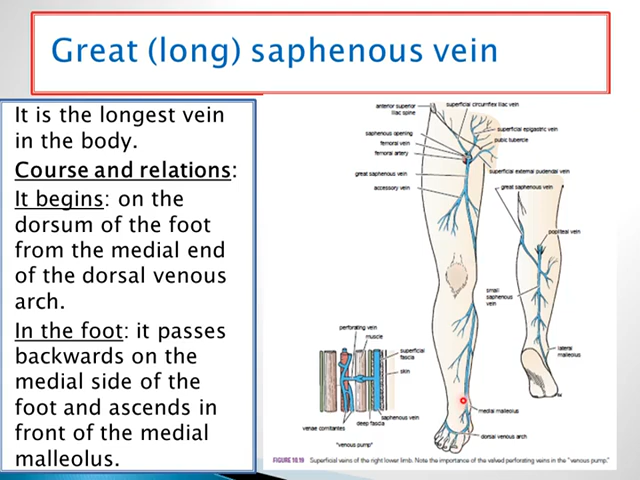 Great (long) saphenous vein
It is the longest vein
in the body.
Course and relations:
It begins: on the
dorsum of the foot
from the medial end
of the dorsal venous
arch.
In the foot: it passes
backwards on the
medial side of the
foot and ascends in
front of the medial
malleolus.
anterior superior
iliac spine
superficial circumflex iliac vein
saphenous opening
femoral vein
femoral artery
great saphenous vein
accessory vein
superficial epigastric vein
pubic tubercle
superficial external pudendal vein
great saphenous vein
popliteal vein
small
saphenous
vein
lateral
malleolus
perforating vein
muscle
superficial
fascia
skin
saphenous vein
deep fascia
venae comitantes
"venous pump"
medial malleolus
dorsal venous arch
FIGURE 10.19 Superficial veins of the right lower limb. Note the importance of the valved perforating veins in the "venous pump."